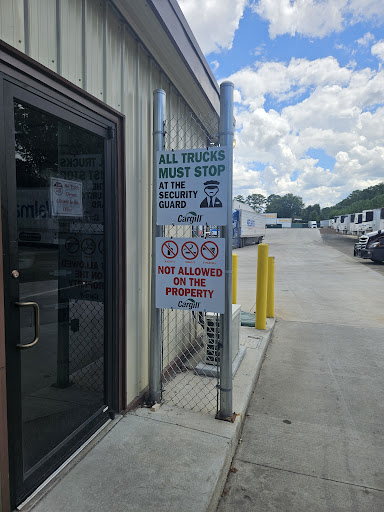 ALL TRUCKS
MUST STOP
AT THE
SECURITY
GUARD
Cargill
NOT ALLOWED
ON THE
PROPERTY
Cargill